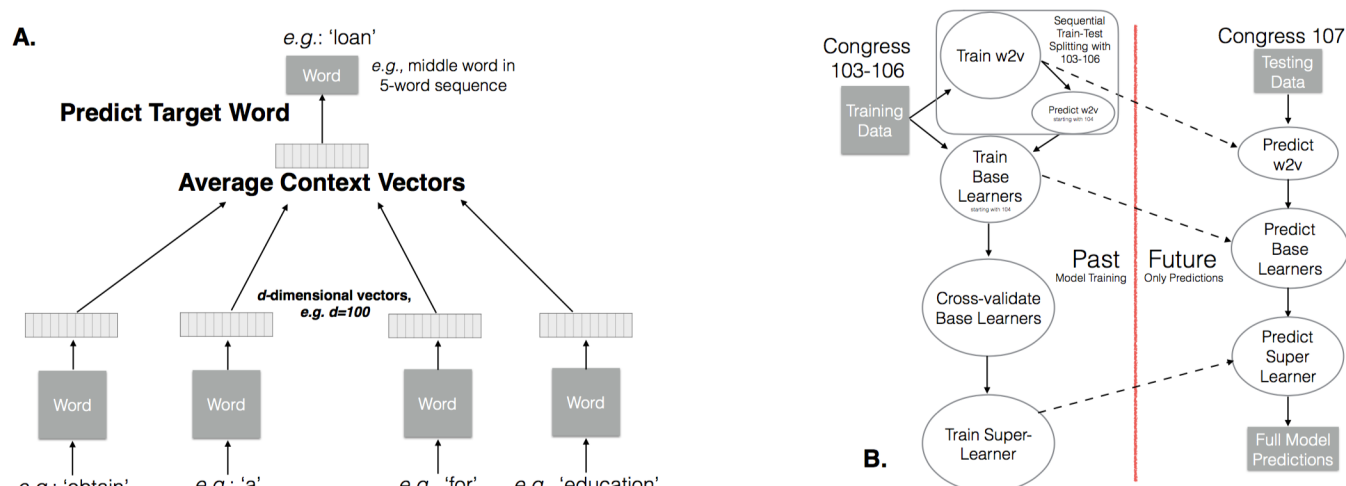 A.
e.g.: ‘loan’
Word
e.g., middle word in
5-word sequence
Predict Target Word
Average Context Vectors
d-dimensional vectors,
e.g. d=100
Word
Word
Word
Word
e.g.: ‘obtain’
e.g.: ‘a’
e.g., ‘for’
e.g., ‘education’
Congress
103-106
Training
Data
Train w2v
Sequential
Train-Test
Splitting with
103-106
Predict w2v
starting with 104
Train
Base
Learners
starting with 104
Cross-validate
Base Learners
Train Super-
Learner
Past
Model Training
Future
Only Predictions
Congress 107
Testing
Data
Predict
w2v
Predict
Base
Learners
Predict
Super
Learner
Full Model
Predictions
B.